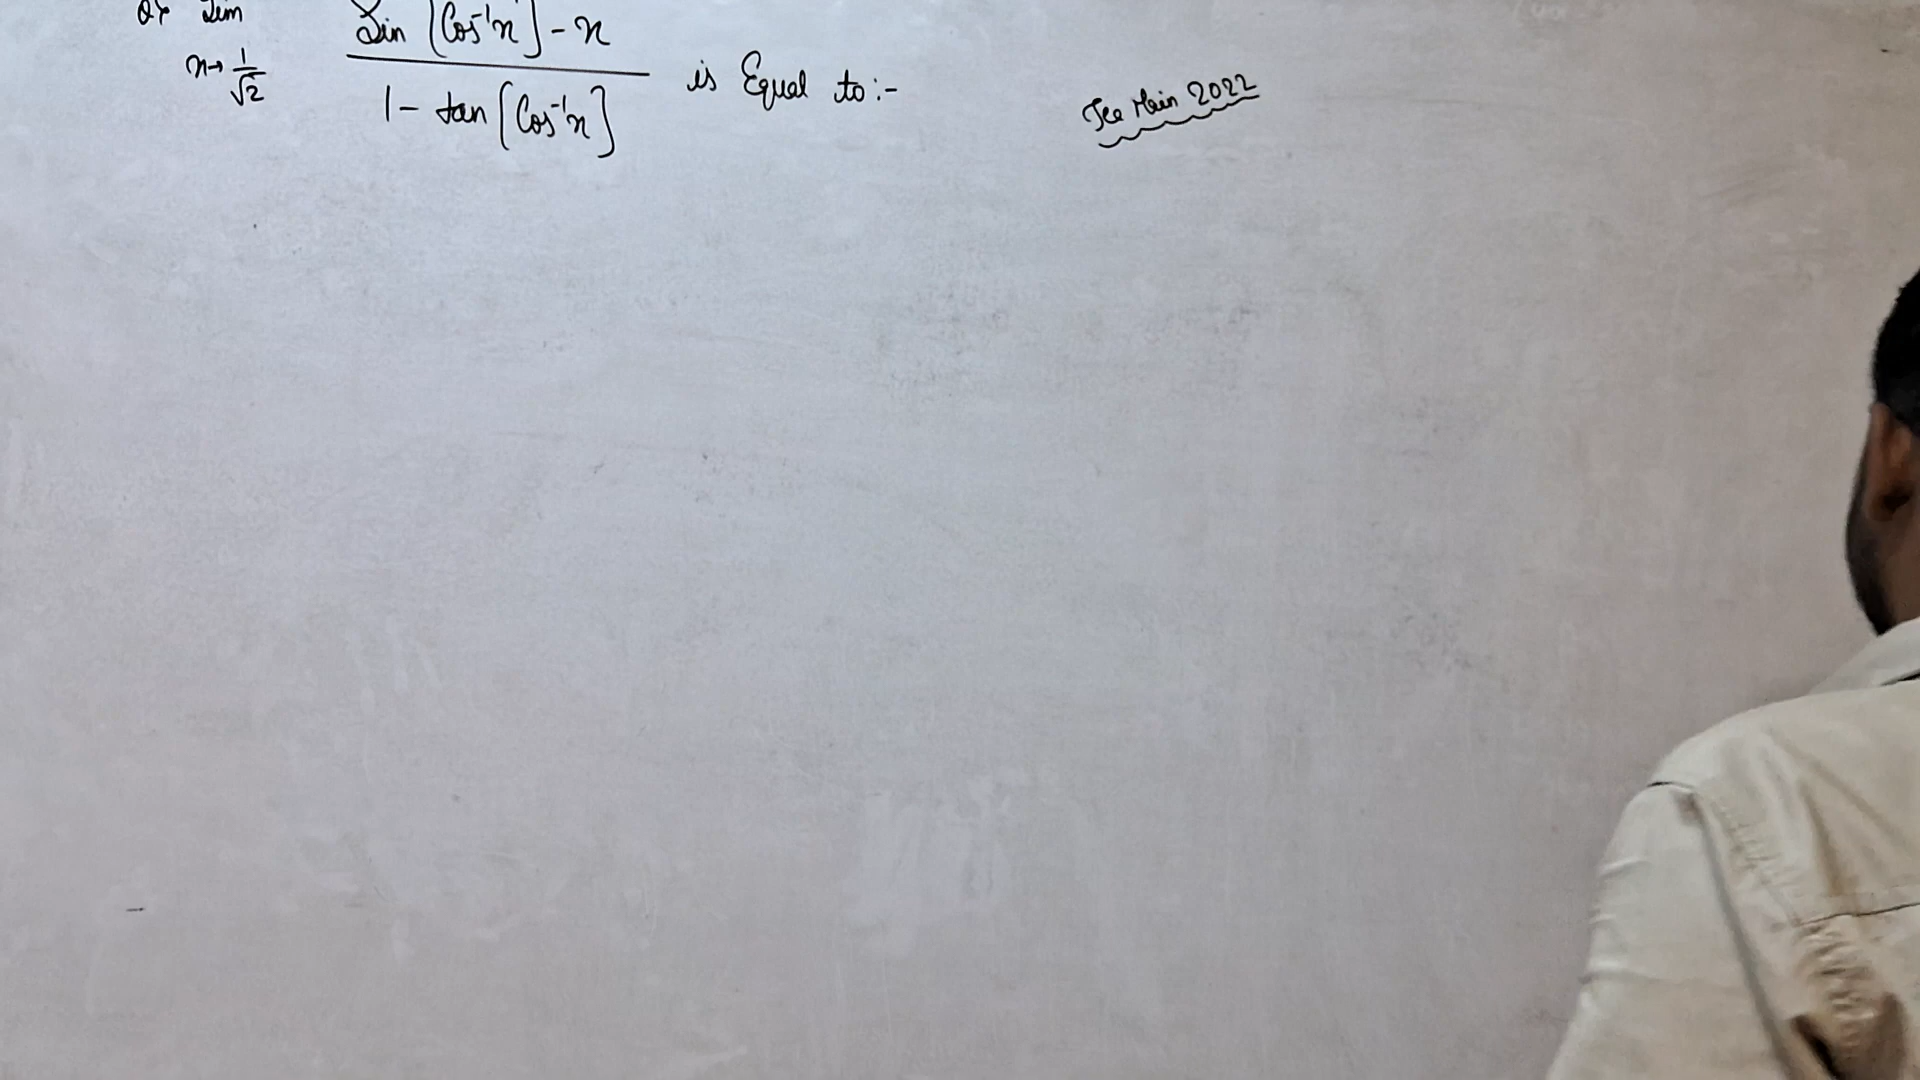 Q> Lim x→1/√2 Sin [Cos⁻¹x] - x / 1 - tan [Cos⁻¹x] is Equal to:-
Jee Main 2022